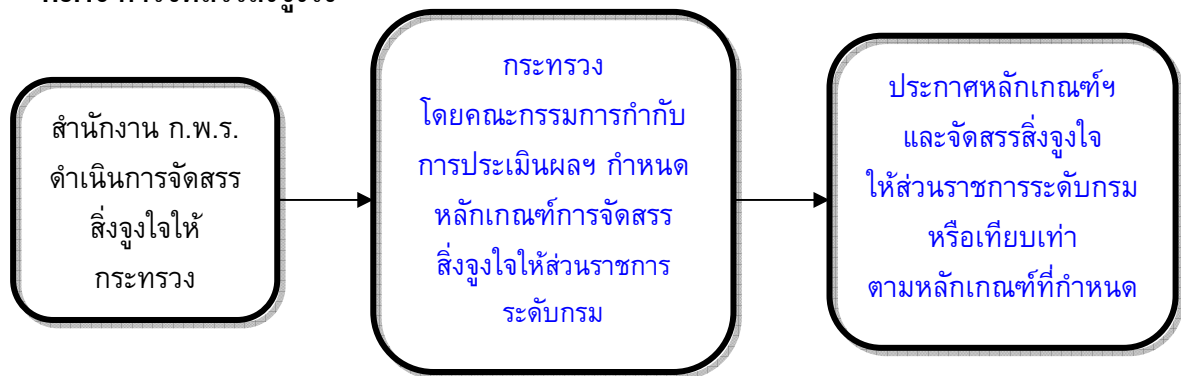 สำนักงาน ก.พ.ร.
ดำเนินการจัดสรร
สิ่งจูงใจให้
กระทรวง
กระทรวง
โดยคณะกรรมการกำกับ
การประเมินผลฯ กำหนด
หลักเกณฑ์การจัดสรร
สิ่งจูงใจให้ส่วนราชการ
ระดับกรม
ประกาศหลักเกณฑ์ฯ
และจัดสรรสิ่งจูงใจ
ให้ส่วนราชการระดับกรม
หรือเทียบเท่า
ตามหลักเกณฑ์ที่กำหนด